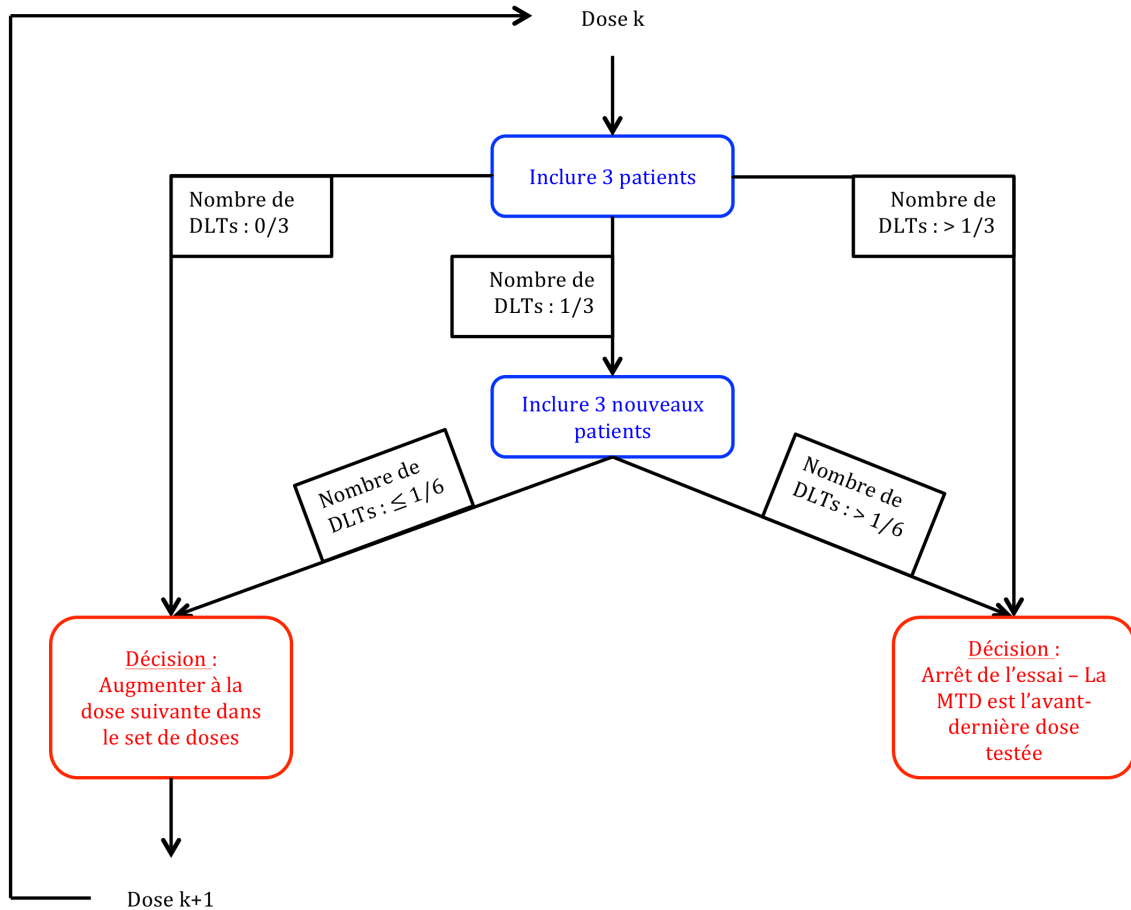 Dose k
Inclure 3 patients
Nombre de
DLTs : 0/3
Nombre de
DLTs : > 1/3
Nombre de
DLTs : 1/3
Inclure 3 nouveaux
patients
Nombre de
DLTs : ≤ 1/6
Nombre de
DLTs : > 1/6
Décision :
Augmenter à la
dose suivante dans
le set de doses
Décision :
Arrêt de l’essai – La
MTD est l’avant-
dernière dose
testée
Dose k+1